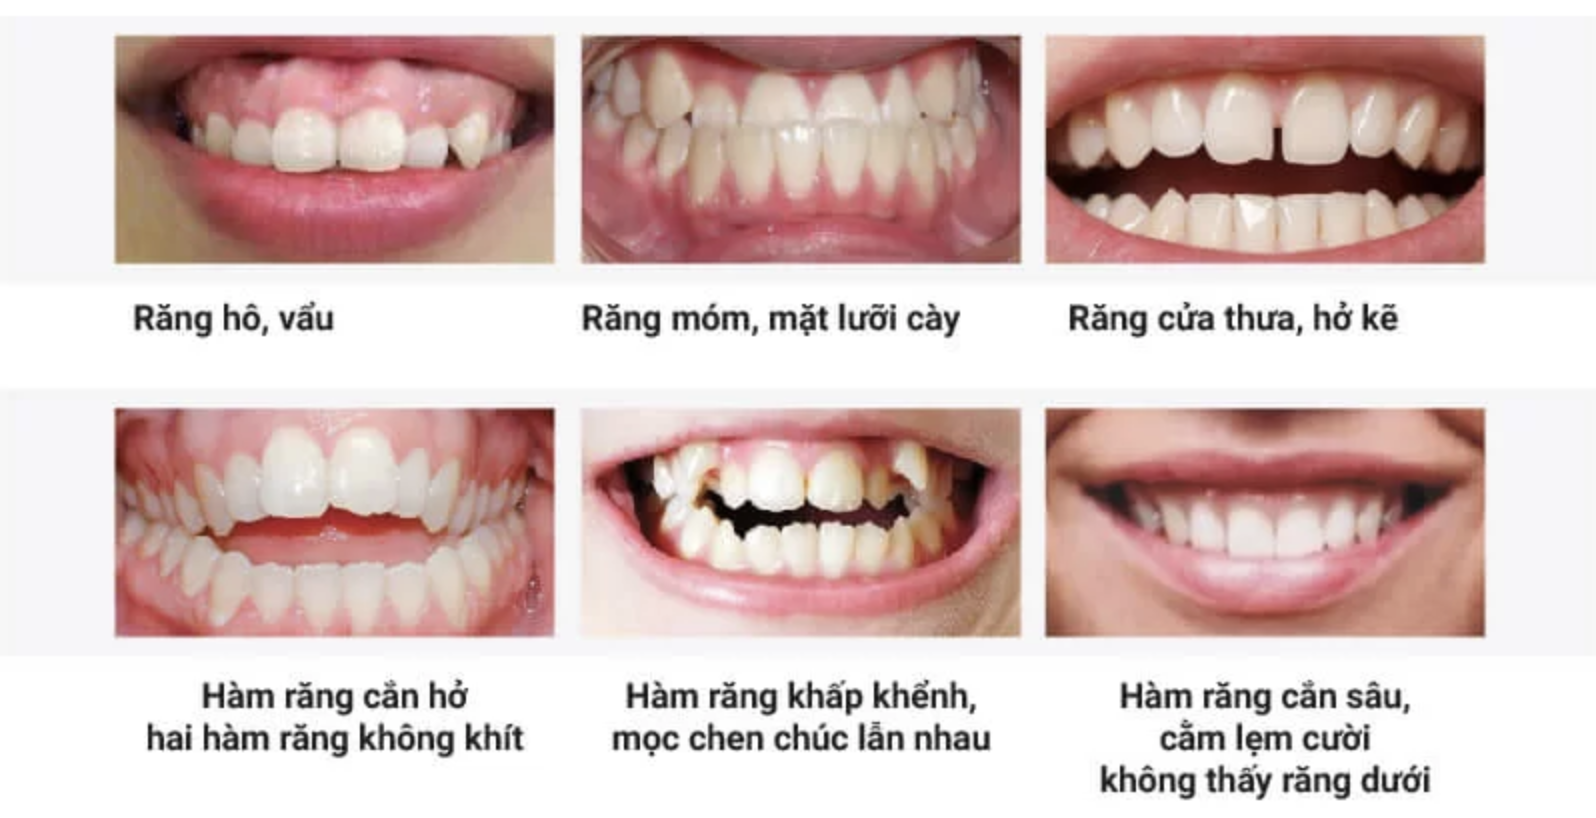 Răng hô, vẩu
Răng móm, mặt lưỡi cày
Răng cửa thưa, hở kẽ
Hàm răng cắn hở
hai hàm răng không khít
Hàm răng khấp khểnh,
mọc chen chúc lẫn nhau
Hàm răng cắn sâu,
cằm lẹm cười
không thấy răng dưới